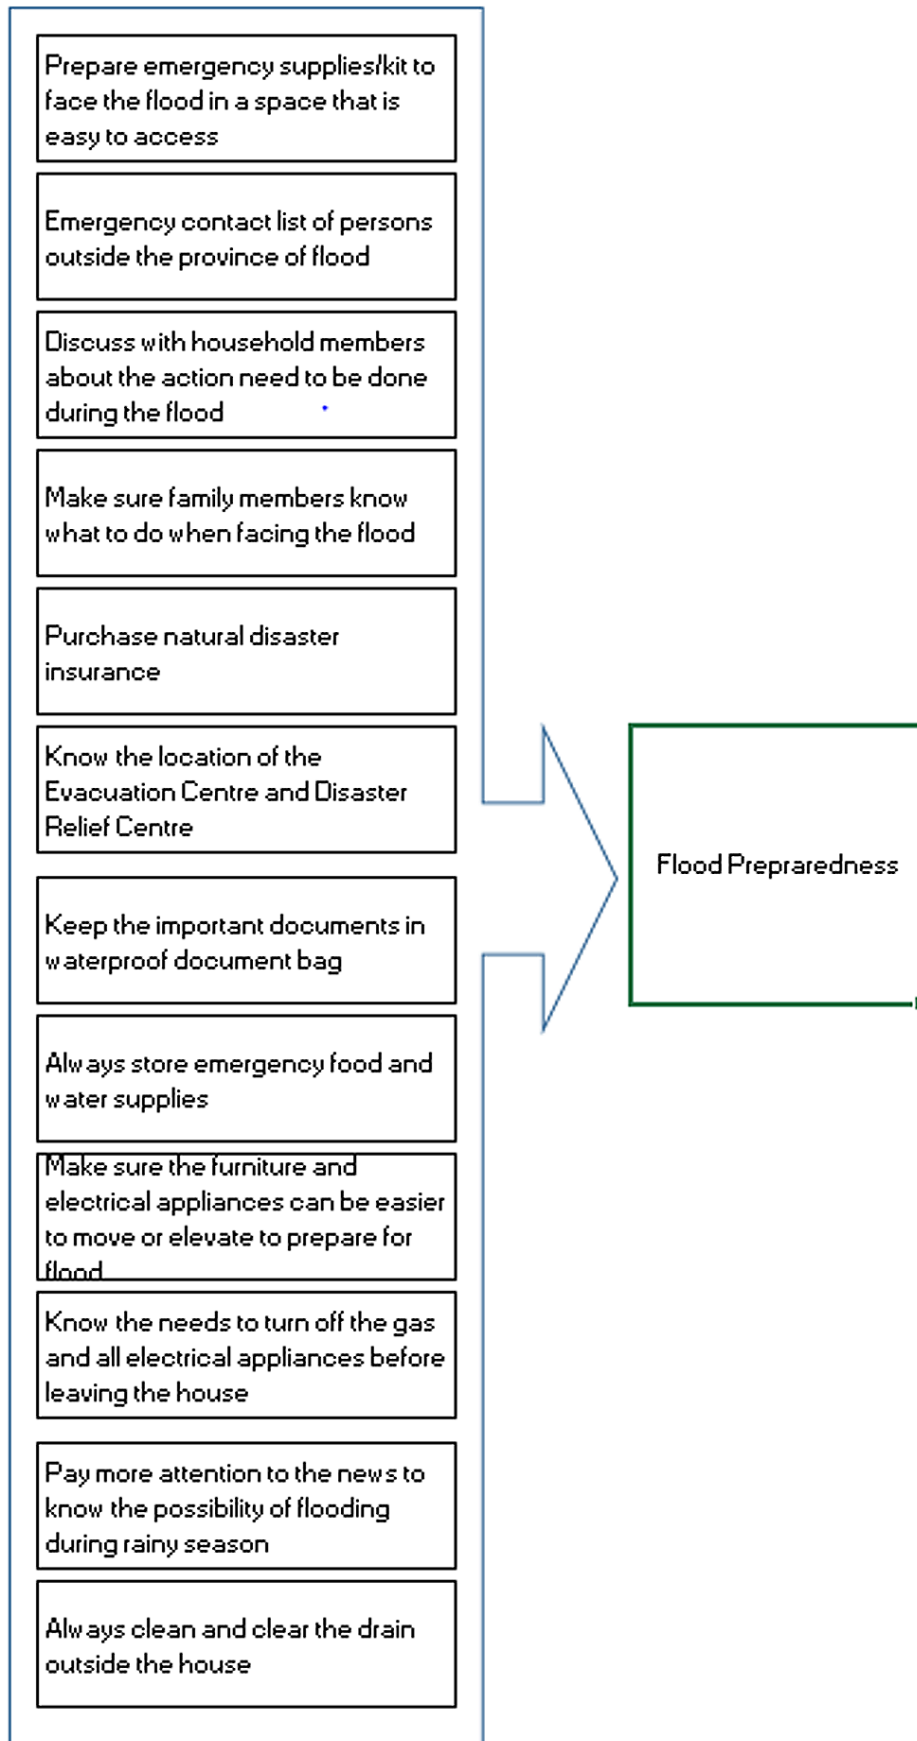 Prepare emergency supplies/kit to
face the flood in a space that is
easy to access
Emergency contact list of persons
outside the province of flood
Discuss with household members
about the action need to be done
during the flood
Make sure family members know
what to do when facing the flood
Purchase natural disaster
insurance
Know the location of the
Evacuation Centre and Disaster
Relief Centre
Keep the important documents in
waterproof document bag
Always store emergency food and
water supplies
Make sure the furniture and
electrical appliances can be easier
to move or elevate to prepare for
flood
Know the needs to turn off the gas
and all electrical appliances before
leaving the house
Pay more attention to the news to
know the possibility of flooding
during rainy season
Always clean and clear the drain
outside the house
Flood Prepraredness